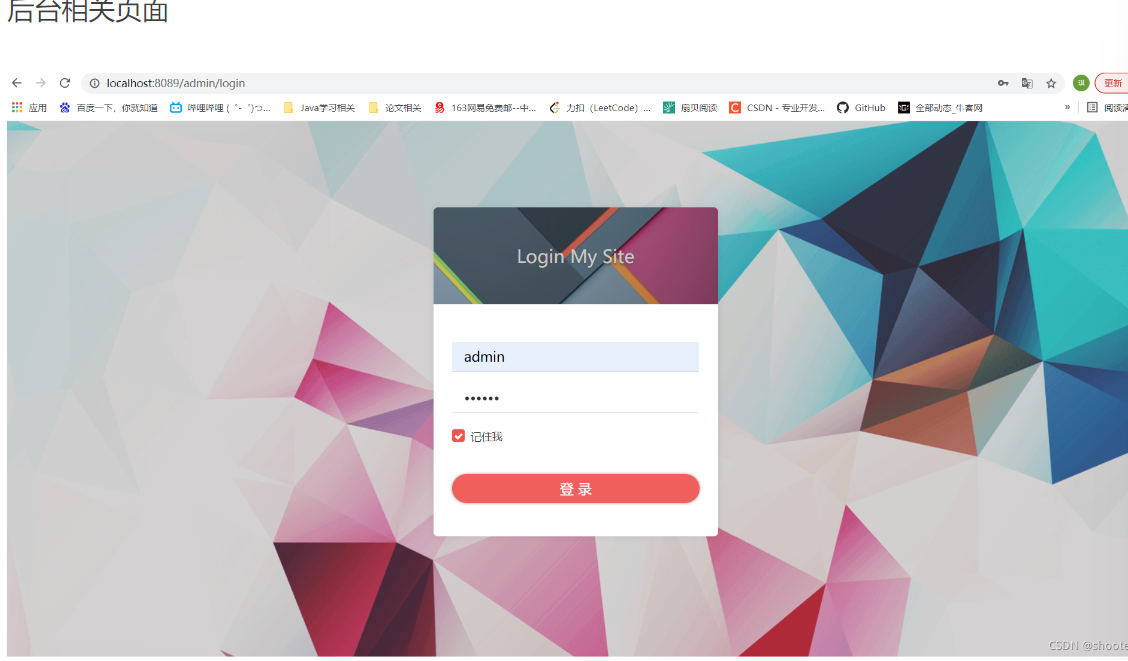 后台相关页面
localhost:8089/admin/login
更新
应用 百度一下，你就知道 哔哩哔哩 (゜-゜)つ... Java学习相关 论文相关 163网易免费邮--中... 力扣（LeetCode）... 扇贝阅读 CSDN - 专业开发... GitHub 全部动态_牛客网 » 阅读清
Login My Site
admin
••••••
记住我
登 录
CSDN @shoote